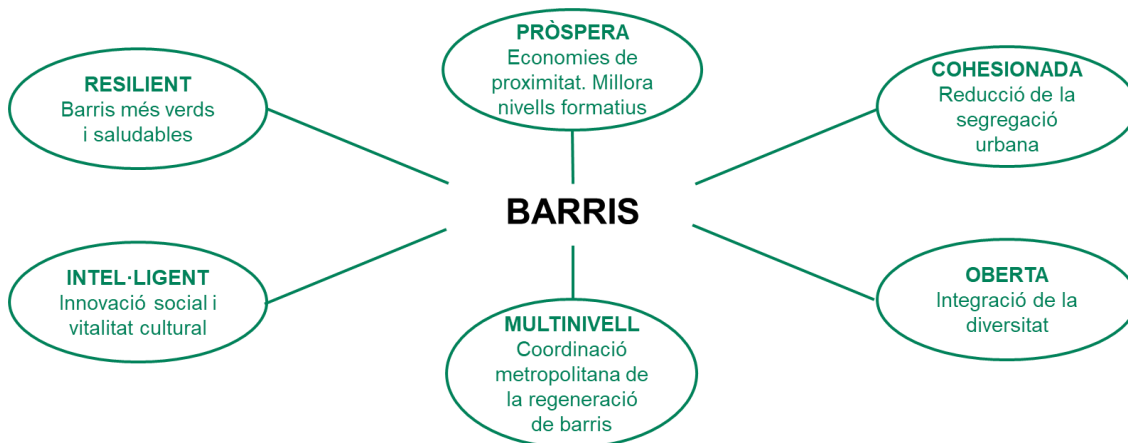 PRÒSPERA
Economies de
proximitat. Millora
nivells formatius
RESILIENT
Barris més verds
i saludables
COHESIONADA
Reducció de la
segregació
urbana
BARRIS
INTEL·LIGENT
Innovació social i
vitalitat cultural
OBERTA
Integració de la
diversitat
MULTINIVELL
Coordinació
metropolitana de
la regeneració
de barris